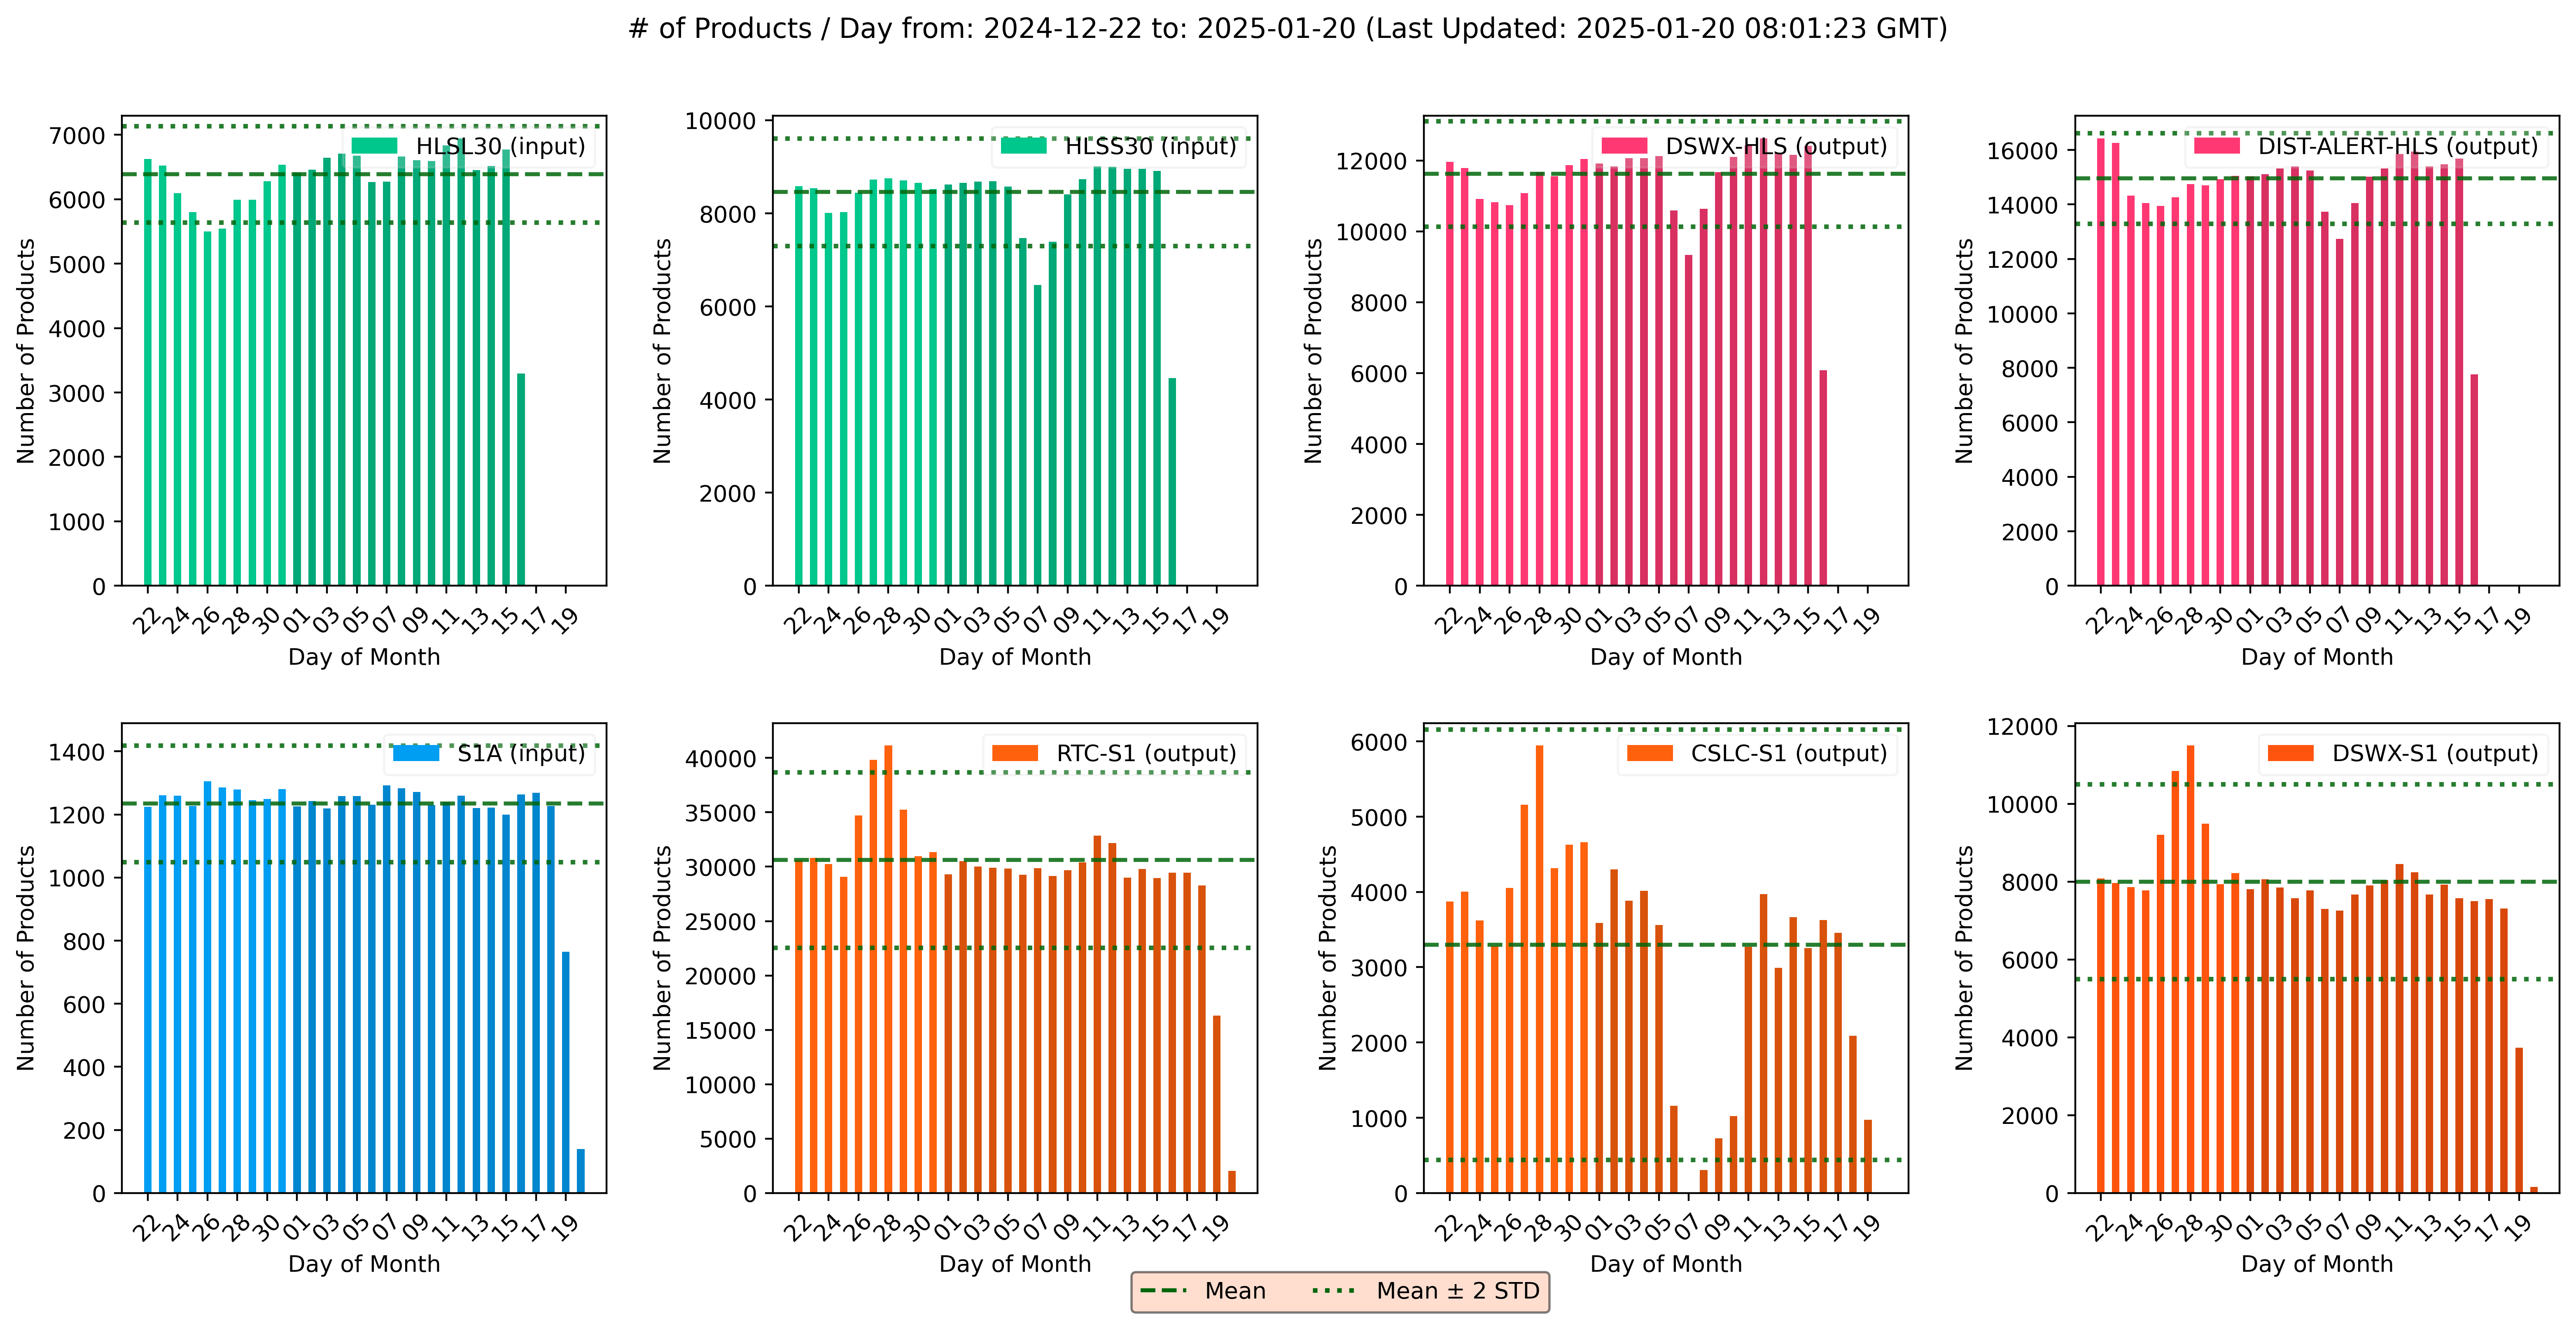 # of Products / Day from: 2024-12-22 to: 2025-01-20 (Last Updated: 2025-01-20 08:01:23 GMT)
HLSL30 (input)
Number of Products
7000
6000
5000
4000
3000
2000
1000
0
22 24 26 28 30 01 03 05 07 09 11 13 15 17 19
Day of Month
HLSS30 (input)
Number of Products
10000
8000
6000
4000
2000
0
22 24 26 28 30 01 03 05 07 09 11 13 15 17 19
Day of Month
DSWX-HLS (output)
Number of Products
12000
10000
8000
6000
4000
2000
0
22 24 26 28 30 01 03 05 07 09 11 13 15 17 19
Day of Month
DIST-ALERT-HLS (output)
Number of Products
16000
14000
12000
10000
8000
6000
4000
2000
0
22 24 26 28 30 01 03 05 07 09 11 13 15 17 19
Day of Month
S1A (input)
Number of Products
1400
1200
1000
800
600
400
200
0
22 24 26 28 30 01 03 05 07 09 11 13 15 17 19
Day of Month
RTC-S1 (output)
Number of Products
40000
35000
30000
25000
20000
15000
10000
5000
0
22 24 26 28 30 01 03 05 07 09 11 13 15 17 19
Day of Month
CSLC-S1 (output)
Number of Products
6000
5000
4000
3000
2000
1000
0
22 24 26 28 30 01 03 05 07 09 11 13 15 17 19
Day of Month
DSWX-S1 (output)
Number of Products
12000
10000
8000
6000
4000
2000
0
22 24 26 28 30 01 03 05 07 09 11 13 15 17 19
Day of Month
Mean
Mean ± 2 STD